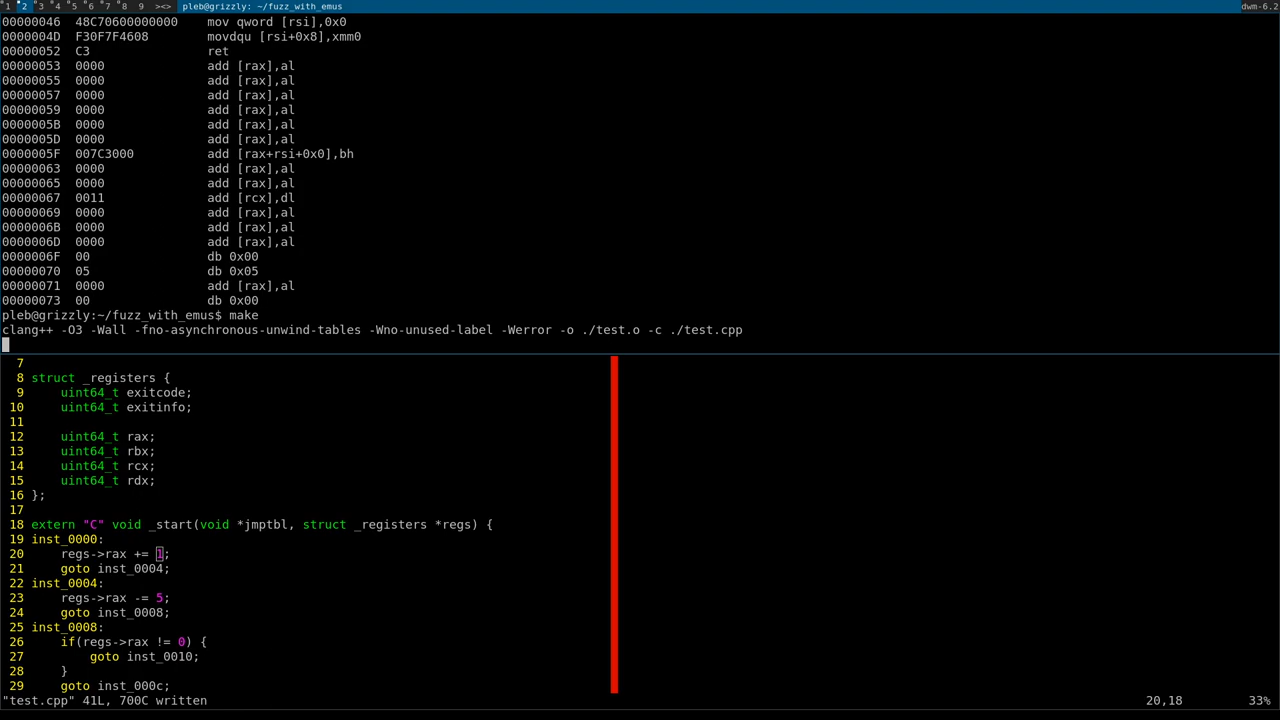 1 2 3 4 5 6 7 8 9 ><> pleb@grizzly: ~/fuzz_with_emus dwm-6.2
00000046 48C70600000000 mov qword [rsi],0x0
0000004D F30F7F4608 movdqu [rsi+0x8],xmm0
00000052 C3 ret
00000053 0000 add [rax],al
00000055 0000 add [rax],al
00000057 0000 add [rax],al
00000059 0000 add [rax],al
0000005B 0000 add [rax],al
0000005D 0000 add [rax],al
0000005F 007C3000 add [rax+rsi+0x0],bh
00000063 0000 add [rax],al
00000065 0000 add [rax],al
00000067 0011 add [rcx],dl
00000069 0000 add [rax],al
0000006B 0000 add [rax],al
0000006D 0000 add [rax],al
0000006F 00 db 0x00
00000070 05 db 0x05
00000071 0000 add [rax],al
00000073 00 db 0x00
pleb@grizzly:~/fuzz_with_emus$ make
clang++ -O3 -Wall -fno-asynchronous-unwind-tables -Wno-unused-label -Werror -o ./test.o -c ./test.cpp
7
8 struct _registers {
9 uint64_t exitcode;
10 uint64_t exitinfo;
11
12 uint64_t rax;
13 uint64_t rbx;
14 uint64_t rcx;
15 uint64_t rdx;
16 };
17
18 extern "C" void _start(void *jmptbl, struct _registers *regs) {
19 inst_0000:
20 regs->rax += 1;
21 goto inst_0004;
22 inst_0004:
23 regs->rax -= 5;
24 goto inst_0008;
25 inst_0008:
26 if(regs->rax != 0) {
27 goto inst_0010;
28 }
29 goto inst_000c;
"test.cpp" 41L, 700C written 20,18 33%